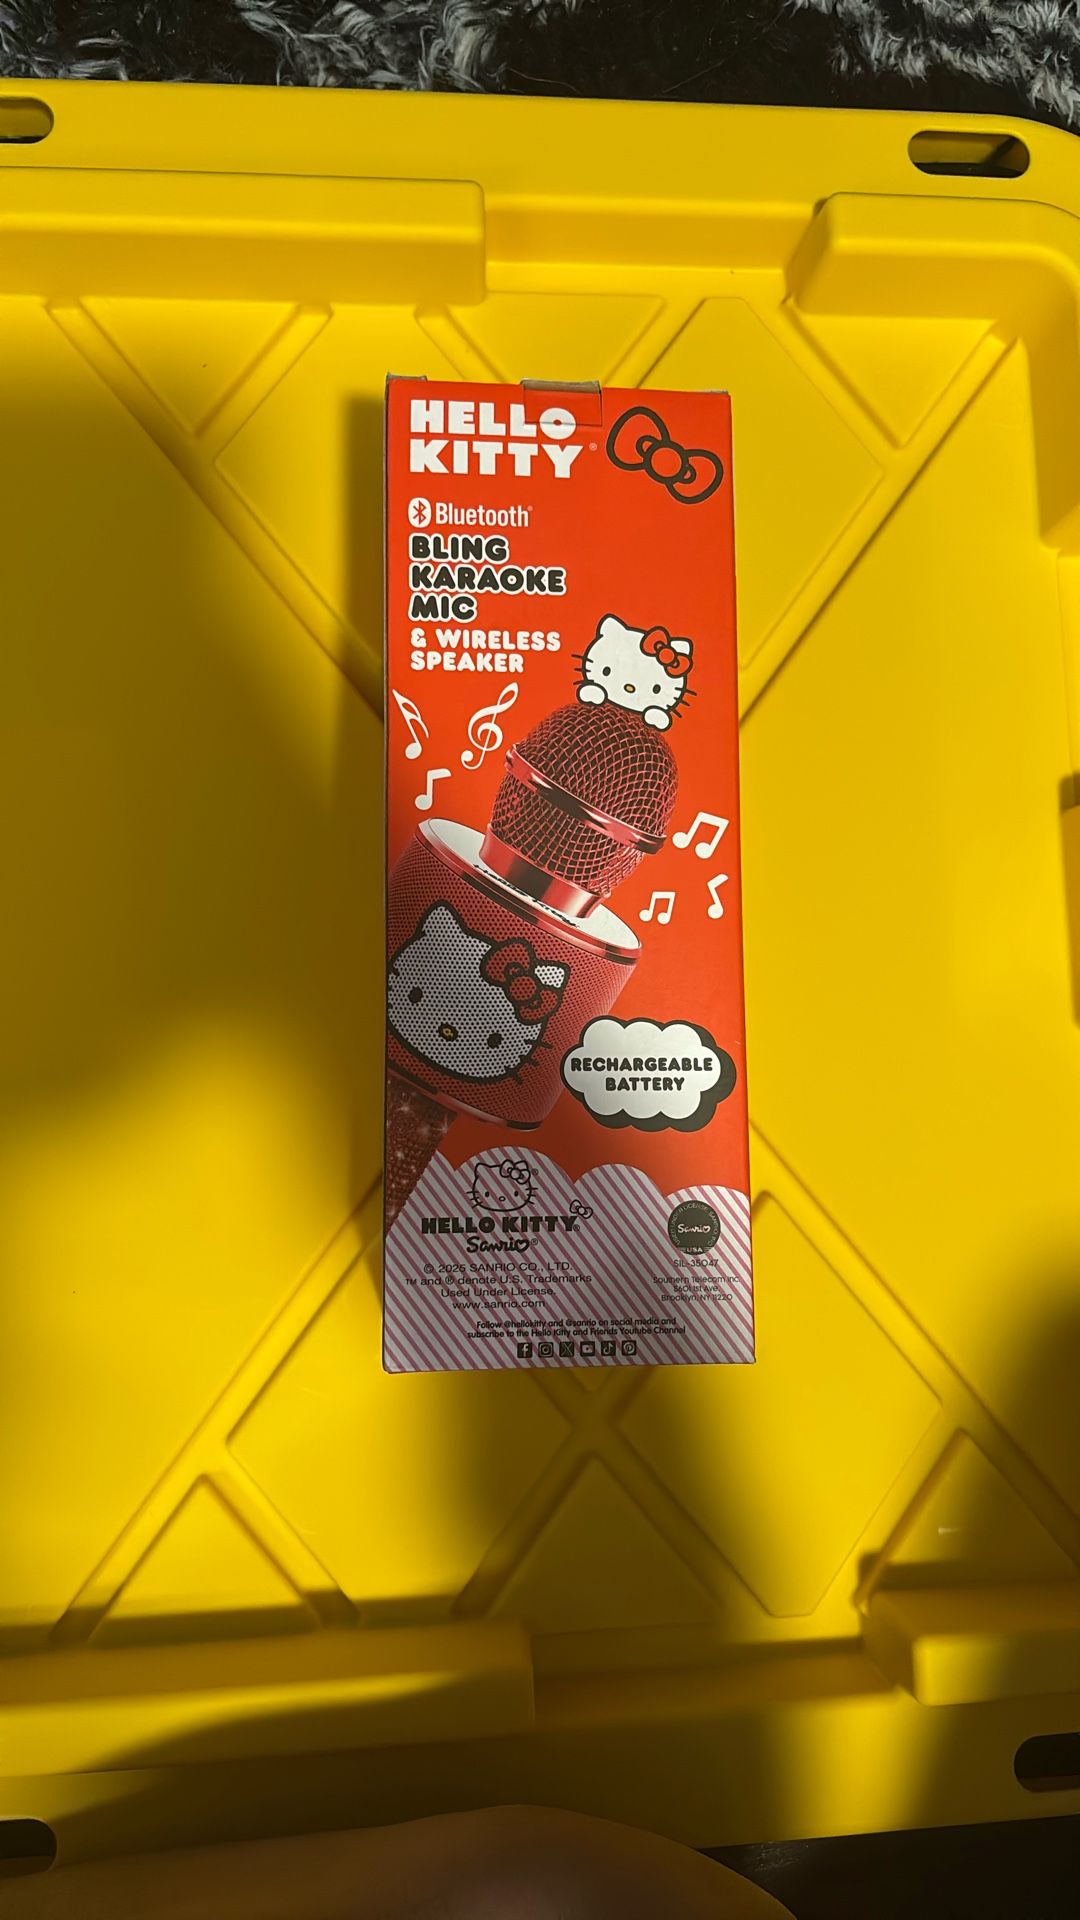 HELLO
KITTY®
Bluetooth®
BLING
KARAOKE
MIC
& WIRELESS
SPEAKER
RECHARGEABLE
BATTERY
HELLO KITTY®
Sanrio®
© 2025 SANRIO CO., LTD.
TM and ® denote U.S. Trademarks
Used Under License.
www.sanrio.com
Sanrio
USA
SIL-35047
Southern Telecom Inc.
5601 1st Ave.
Brooklyn, NY 11220
Follow @hellokitty and @sanrio on social media and
subscribe to the Hello Kitty and Friends Youtube Channel